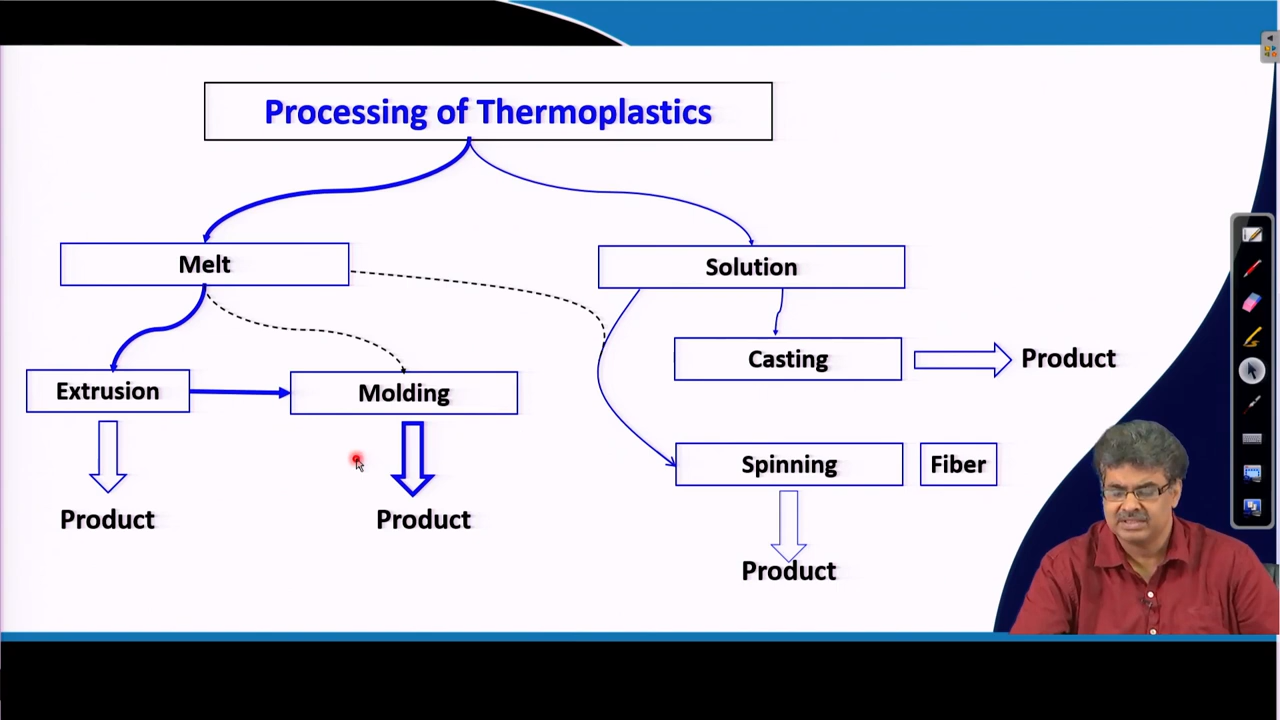 Processing of Thermoplastics
Melt
Solution
Casting
Product
Extrusion
Molding
Spinning
Fiber
Product
Product
Product